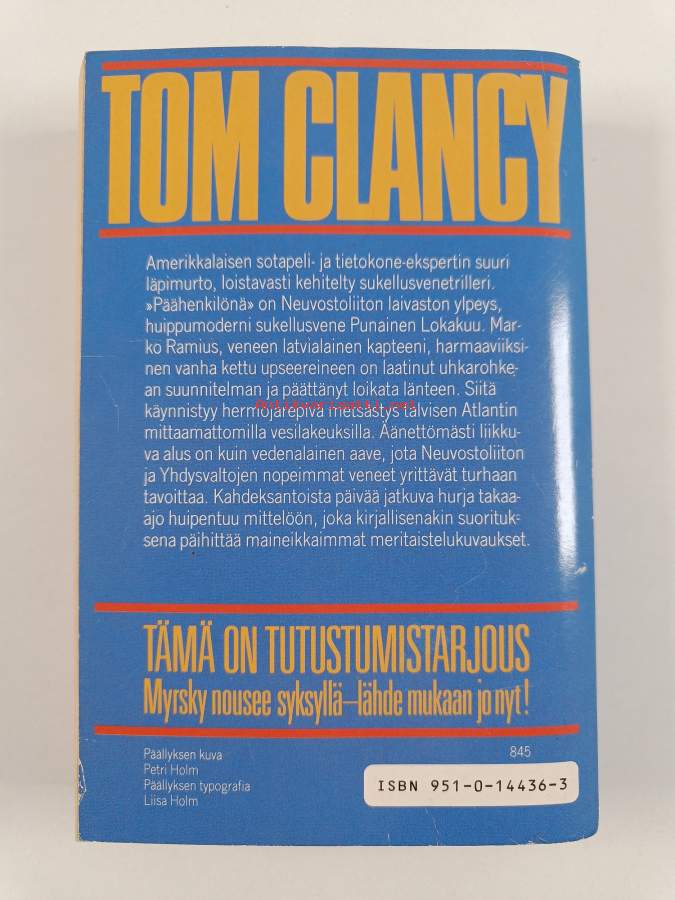 TOM CLANCY
Amerikkalaisen sotapeli- ja tietokone-ekspertin suuri
läpimurto, loistavasti kehitelty sukellusvenetrilleri.
»Päähenkilönä» on Neuvostoliiton laivaston ylpeys,
huippumoderni sukellusvene Punainen Lokakuu. Mar-
ko Ramius, veneen latvialainen kapteeni, harmaaviiksi-
nen vanha kettu upseereineen on laatinut uhkarohke-
an suunnitelman ja päättänyt loikata länteen. Siitä
käynnistyy hermojarepivä metsästys talvisen Atlantin
Antikvariaatti.net
mittaamattomilla vesilakeuksilla. Äänettömästi liikku-
va alus on kuin vedenalainen aave, jota Neuvostoliiton
ja Yhdysvaltojen nopeimmat veneet yrittävät turhaan
tavoittaa. Kahdeksantoista päivää jatkuva hurja takaa-
ajo huipentuu mittelöön, joka kirjallisenakin suorituk-
sena päihittää maineikkaimmat meritaistelukuvaukset.
TÄMÄ ON TUTUSTUMISTARJOUS
Myrsky nousee syksyllä–lähde mukaan jo nyt!
Päällyksen kuva
Petri Holm
Päällyksen typografia
Liisa Holm
845
ISBN 951-0-14436-3